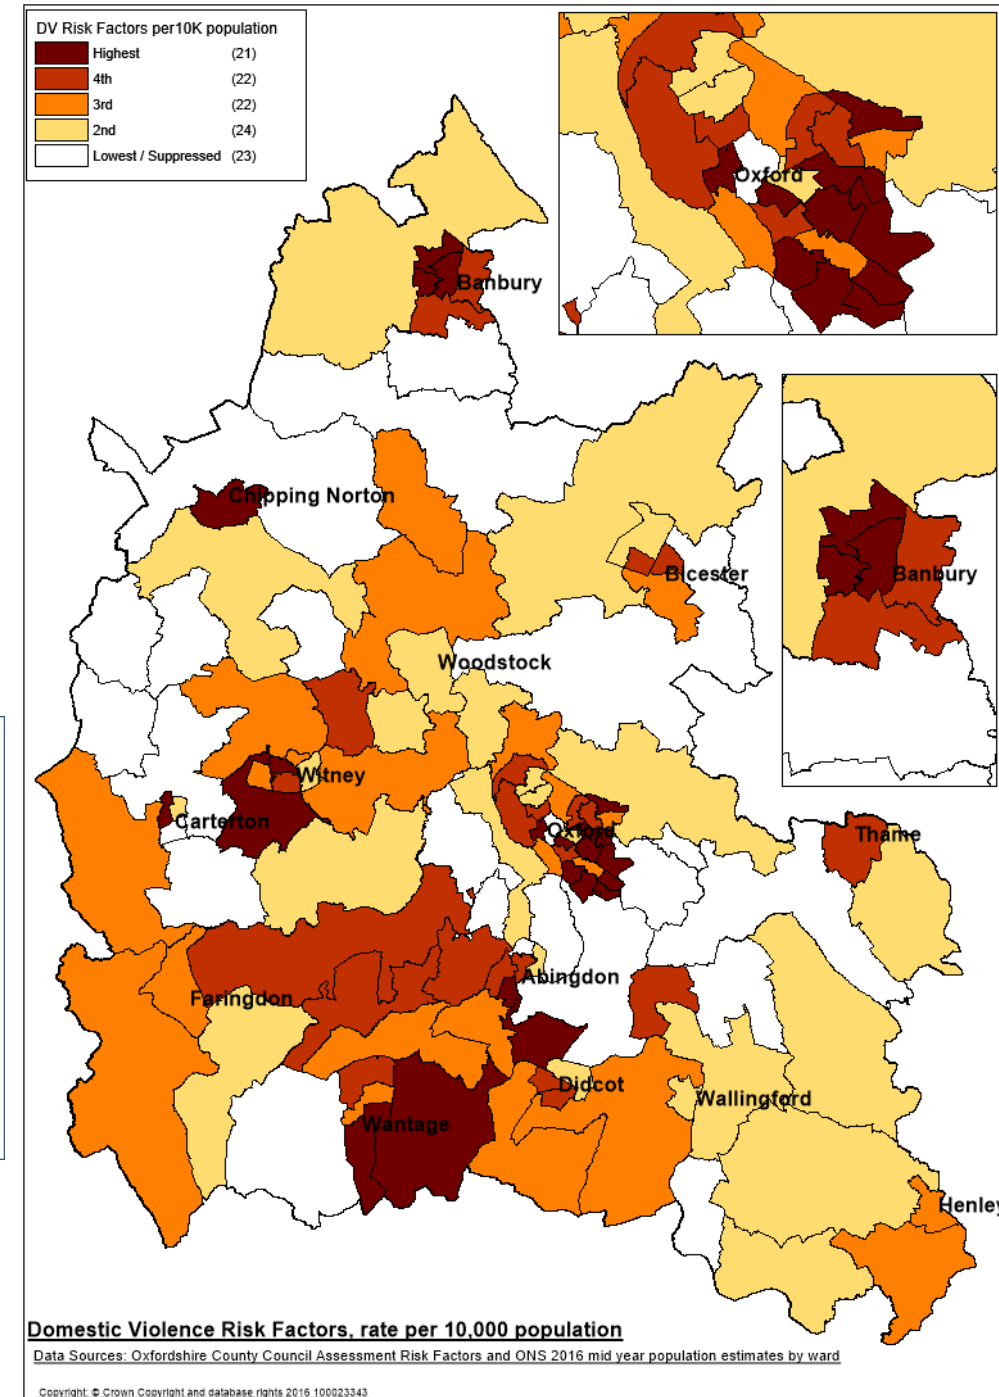 DV Risk Factors per10K population
Highest (21)
4th (22)
3rd (22)
2nd (24)
Lowest / Suppressed (23)
Oxford
Banbury
Banbury
Chipping Norton
Bicester
Woodstock
Witney
Carterton
Oxford
Thame
Abingdon
Faringdon
Didcot
Wallingford
Wantage
Henley
Domestic Violence Risk Factors, rate per 10,000 population
Data Sources: Oxfordshire County Council Assessment Risk Factors and ONS 2016 mid year population estimates by ward
Copyright: © Crown Copyright and database rights 2016 100023343